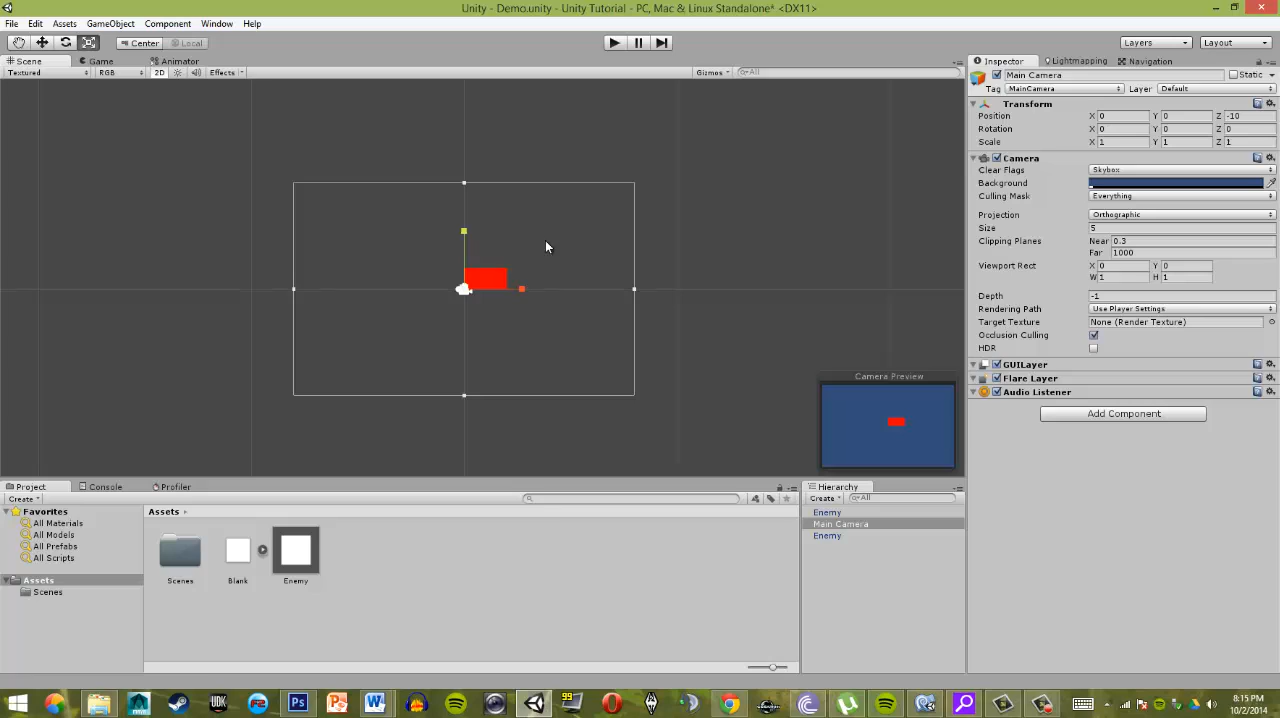 Unity - Demo.unity - Unity Tutorial - PC, Mac & Linux Standalone* <DX11>
File Edit Assets GameObject Component Window Help
Center Local
Layers Layout
Scene Game Animator
Textured RGB 2D Effects Gizmos All
Inspector Lightmapping Navigation
Main Camera Static
Tag MainCamera Layer Default
Transform
Position X 0 Y 0 Z -10
Rotation X 0 Y 0 Z 0
Scale X 1 Y 1 Z 1
Camera
Clear Flags Skybox
Background
Culling Mask Everything
Projection Orthographic
Size 5
Clipping Planes Near 0.3
Far 1000
Viewport Rect X 0 Y 0
W 1 H 1
Depth -1
Rendering Path Use Player Settings
Target Texture None (Render Texture)
Occlusion Culling
HDR
GUILayer
Flare Layer
Audio Listener
Add Component
Camera Preview
Project Console Profiler
Create
Favorites
All Materials
All Models
All Prefabs
All Scripts
Assets
Scenes
Assets
Scenes Blank Enemy
Hierarchy
Create All
Enemy
Main Camera
Enemy
UDK 99
8:15 PM
10/2/2014